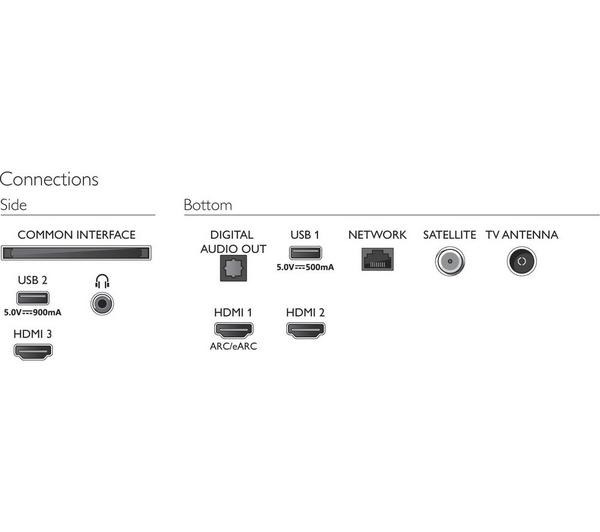 Connections
Side
COMMON INTERFACE
USB 2
5.0V⎓900mA
HDMI 3
Bottom
DIGITAL
AUDIO OUT
USB 1
5.0V⎓500mA
NETWORK
SATELLITE
TV ANTENNA
HDMI 1
ARC/eARC
HDMI 2